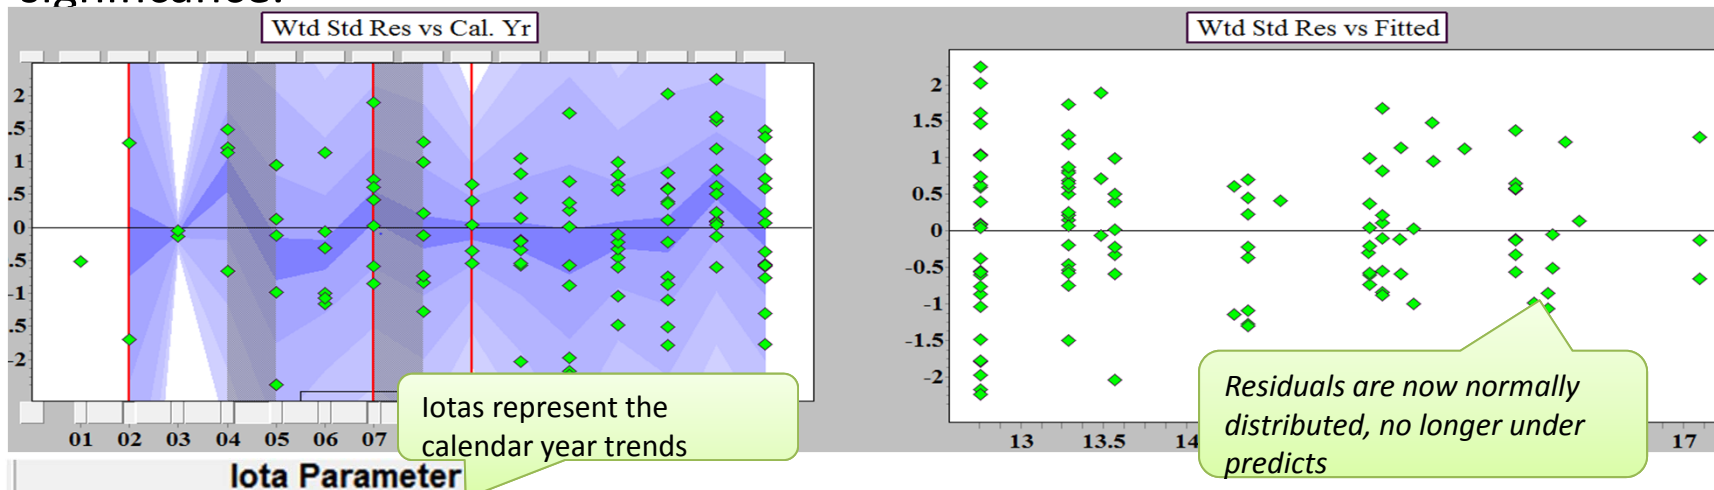 significance.
Wtd Std Res vs Cal. Yr
Wtd Std Res vs Fitted
2
.5
1
.5
0
.5
-1
.5
-2
01 02 03 04 05 06 07
2
1.5
1
0.5
0
-0.5
-1
-1.5
-2
13 13.5 14 17
Iotas represent the
calendar year trends
Residuals are now normally
distributed, no longer under
predicts
Iota Parameter